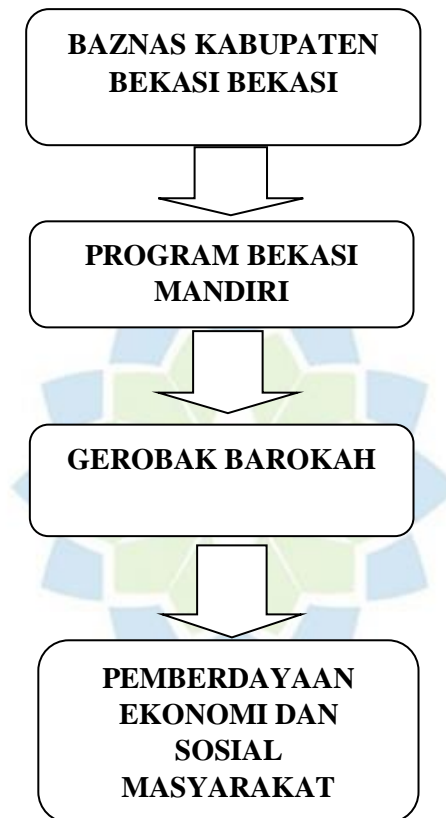 BAZNAS KABUPATEN
BEKASI BEKASI
PROGRAM BEKASI
MANDIRI
GEROBAK BAROKAH
PEMBERDAYAAN
EKONOMI DAN
SOSIAL
MASYARAKAT